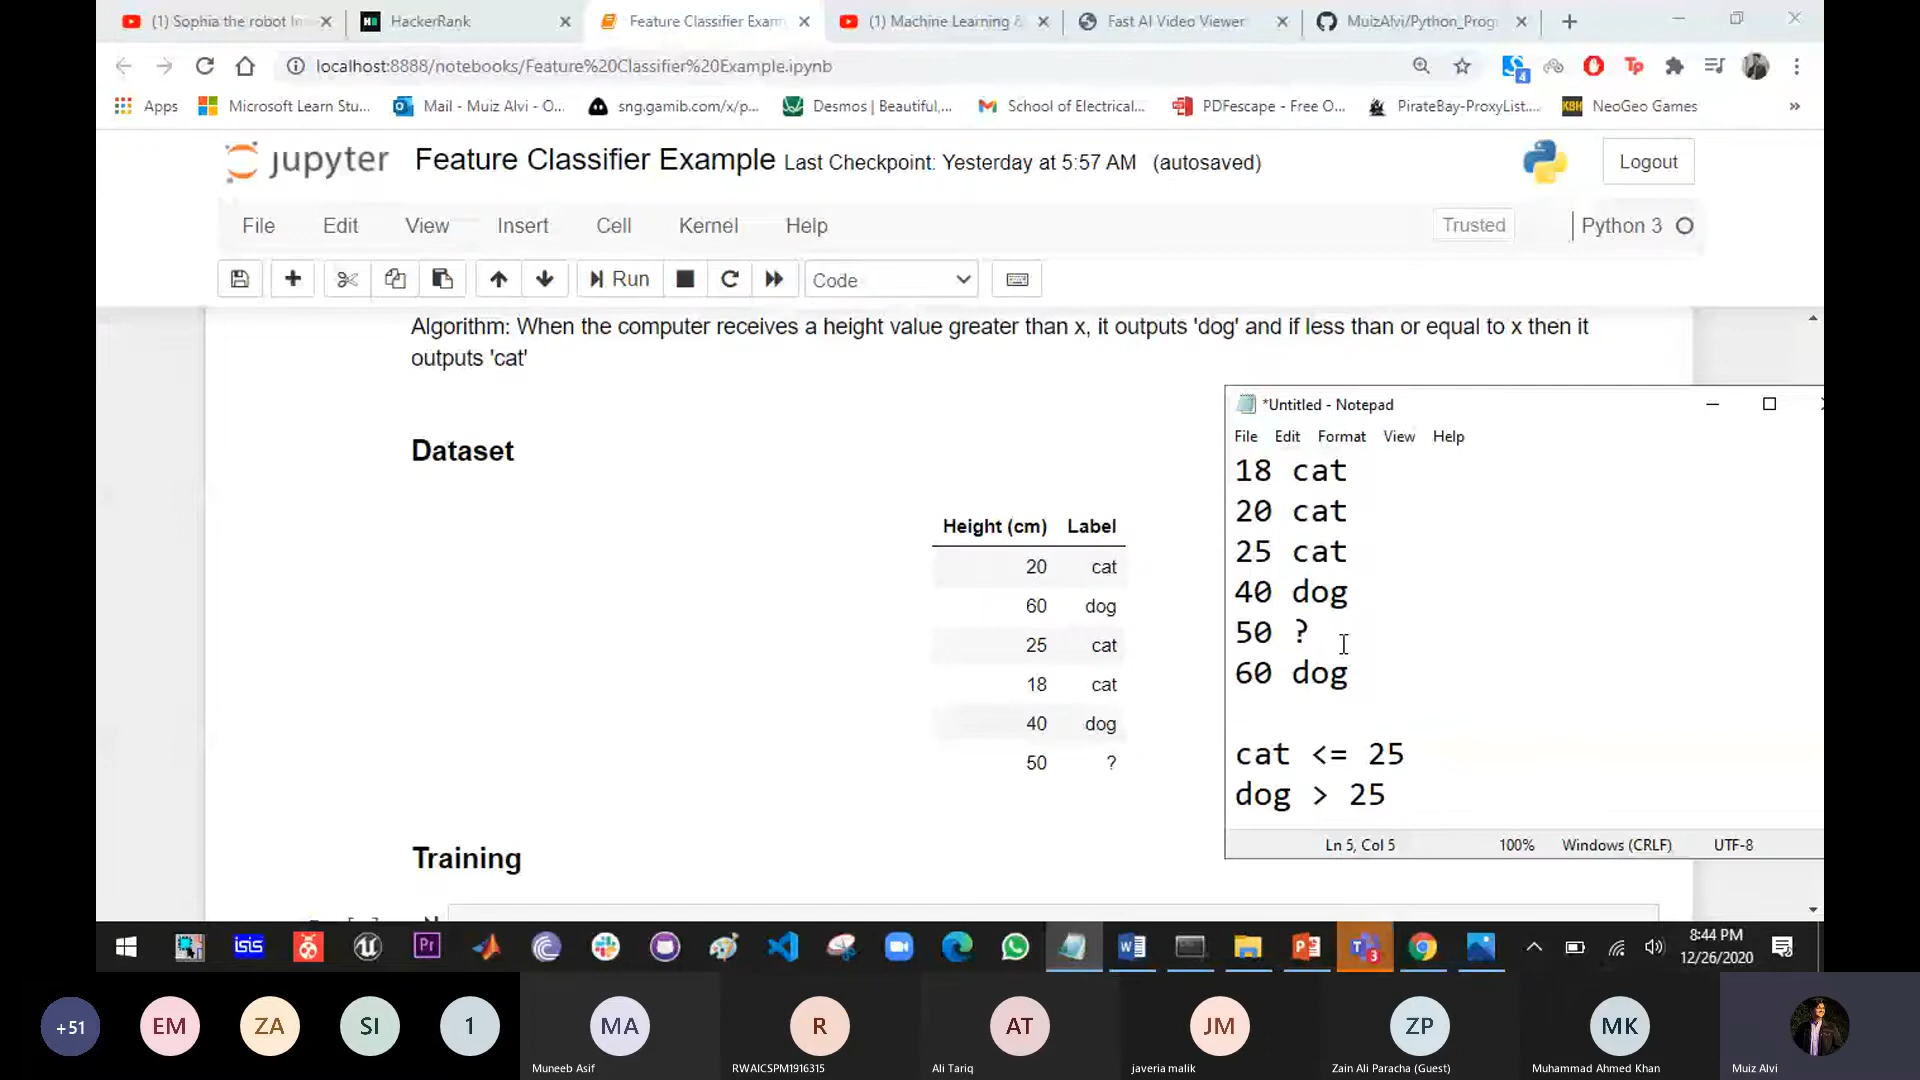 (1) Sophia the robot In
HackerRank
Feature Classifier Exam
(1) Machine Learning &
Fast AI Video Viewer
MuizAlvi/Python_Prog
localhost:8888/notebooks/Feature%20Classifier%20Example.ipynb
4
Tp
Apps
Microsoft Learn Stu...
Mail - Muiz Alvi - O...
sng.gamib.com/x/p...
Desmos | Beautiful,...
School of Electrical...
PDFescape - Free O...
PirateBay-ProxyList....
KBH
NeoGeo Games
»
jupyter
Feature Classifier Example Last Checkpoint: Yesterday at 5:57 AM (autosaved)
Logout
File Edit View Insert Cell Kernel Help
Trusted
Python 3
Run
Code
Algorithm: When the computer receives a height value greater than x, it outputs 'dog' and if less than or equal to x then it
outputs 'cat'
Dataset
Height (cm) Label
20 cat
60 dog
25 cat
18 cat
40 dog
50 ?
Training
*Untitled - Notepad
File Edit Format View Help
18 cat
20 cat
25 cat
40 dog
50 ?
60 dog
cat <= 25
dog > 25
Ln 5, Col 5 100% Windows (CRLF) UTF-8
isis
Pr
3
8:44 PM
12/26/2020
+51
EM
ZA
SI
1
MA
R
AT
JM
ZP
MK
Muneeb Asif
RWAICSPM1916315
Ali Tariq
javeria malik
Zain Ali Paracha (Guest)
Muhammad Ahmed Khan
Muiz Alvi